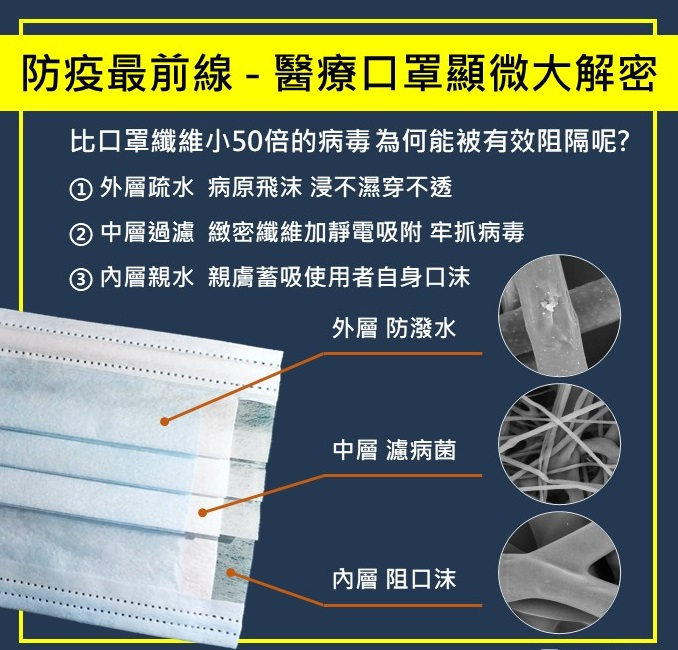 防疫最前線 - 醫療口罩顯微大解密
比口罩纖維小50倍的病毒 為何能被有效阻隔呢?
① 外層疏水 病原飛沫 浸不濕穿不透
② 中層過濾 緻密纖維加靜電吸附 牢抓病毒
③ 內層親水 親膚蓄吸使用者自身口沫
外層 防潑水
中層 濾病菌
內層 阻口沫